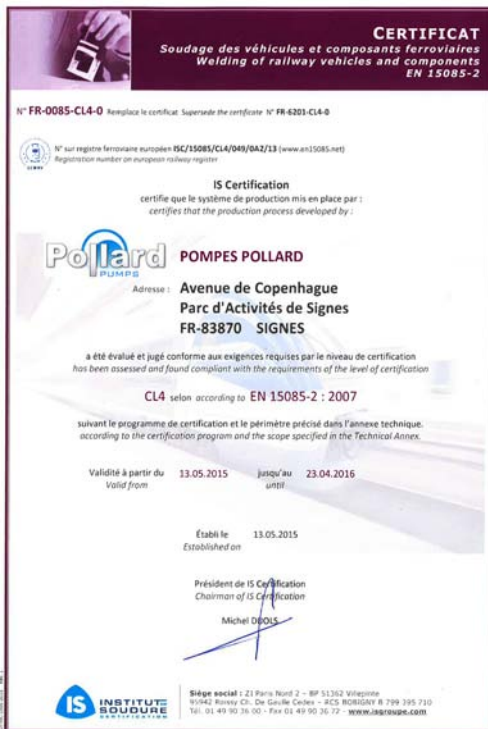 CERTIFICAT
Soudage des véhicules et composants ferroviaires
Welding of railway vehicles and components
EN 15085-2
N° FR-0085-CL4-0 Remplace le certificat Supersede the certificate N° FR-6201-CL4-0
N° sur registre ferroviaire européen ISC/15085/CL4/049/0A2/13 (www.en15085.net)
Registration number on european railway register
IS Certification
certifie que le système de production mis en place par :
certifies that the production process developed by :
Pollard
PUMPS
POMPES POLLARD
Adresse : Avenue de Copenhague
Parc d'Activités de Signes
FR-83870 SIGNES
a été évalué et jugé conforme aux exigences requises par le niveau de certification
has been assessed and found compliant with the requirements of the level of certification
CL4 selon according to EN 15085-2 : 2007
suivant le programme de certification et le périmètre précisé dans l'annexe technique.
according to the certification program and the scope specified in the Technical Annex.
Validité à partir du 13.05.2015 jusqu'au 23.04.2016
Valid from until
Établi le 13.05.2015
Established on
Président de IS Certification
Chairman of IS Certification
Michel
IS INSTITUT DE SOUDURE
CERTIFICATION
Siège social : ZI Paris Nord 2 – BP 51362 Villepinte
95942 Roissy Ch. De Gaulle Cedex – RCS BOBIGNY B 799 395 710
Tél. 01 49 90 36 00 - Fax 01 49 90 36 72 - www.isgroupe.com